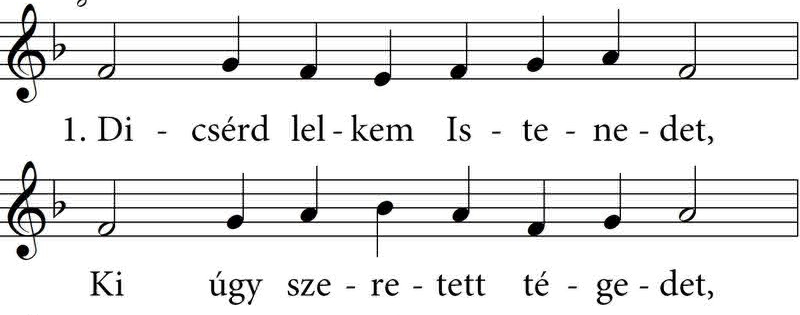 1. Di - csérd lel - kem Is - te - ne - det,
Ki úgy sze - re - tett té - ge - det,